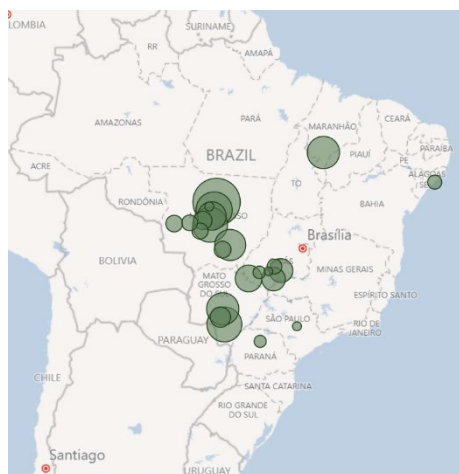 LOMBIA
SURINAME
RR
AMAPÁ
AMAZONAS
PARÁ
MARANHÃO
CEARÁ
PARAÍBA
BRAZIL
PIAUÍ
PE
ACRE
ALAGOAS
SE
RONDÔNIA
TO
BAHIA
Brasília
BOLIVIA
MINAS GERAIS
MATO
GROSSO
DO SUL
ESPÍRITO SANTO
SÃO PAULO
RIO DE
JANEIRO
PARAGUAY
PARANÁ
CHILE
SANTA CATARINA
RIO GRANDE
DO SUL
Santiago
URUGUAY